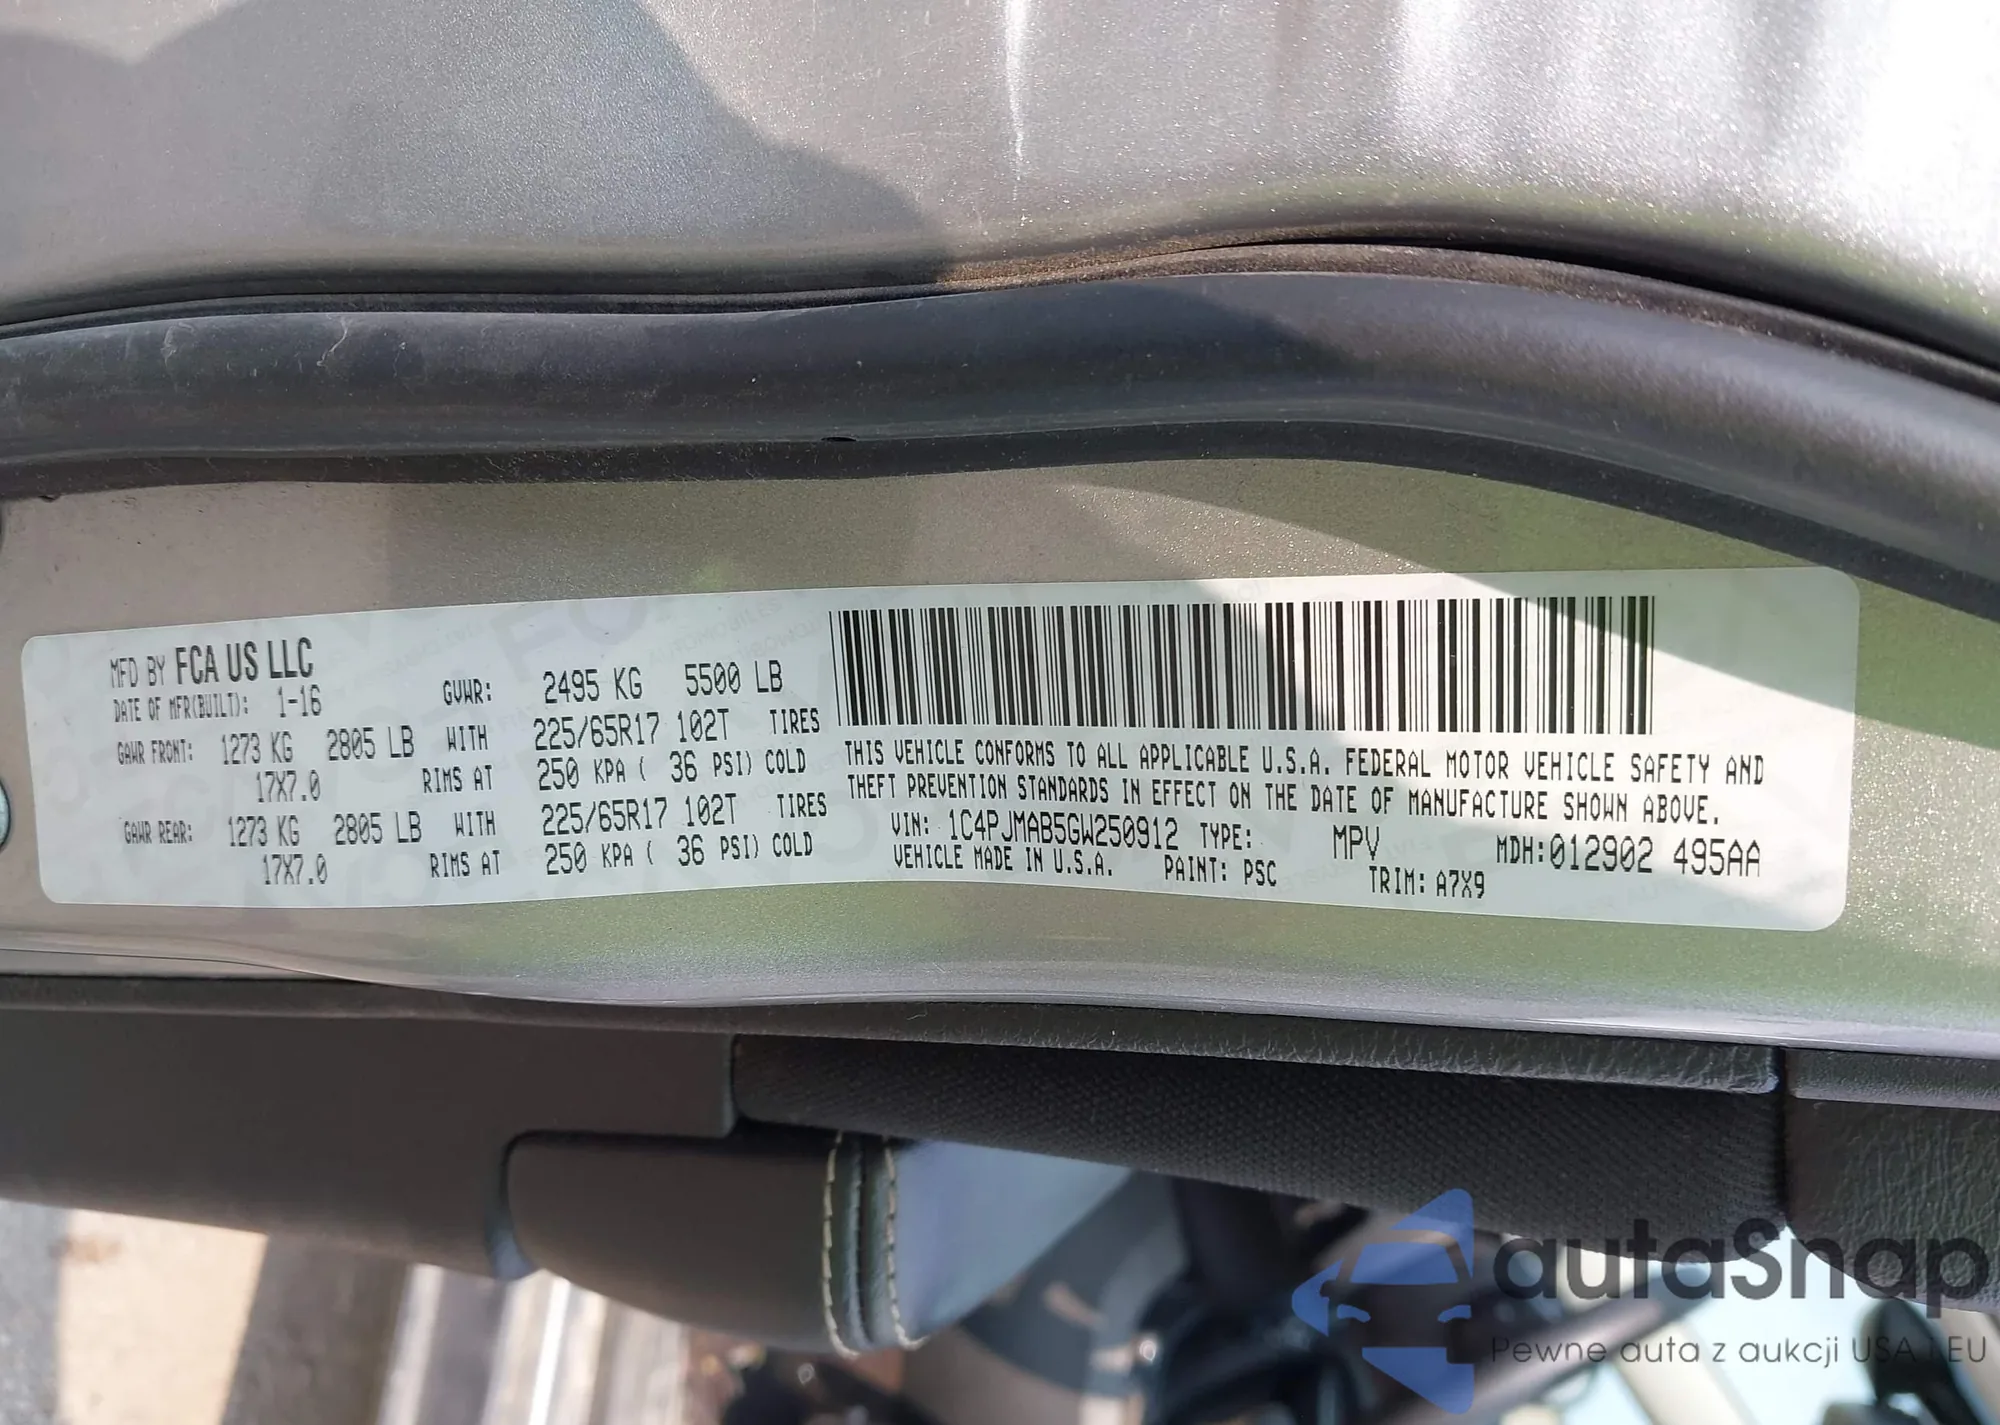 MFD BY FCA US LLC
DATE OF MFR(BUILT): 1-16
GVWR: 2495 KG 5500 LB
GAWR FRONT: 1273 KG 2805 LB WITH 225/65R17 102T TIRES
17X7.0 RIMS AT 250 KPA ( 36 PSI) COLD
GAWR REAR: 1273 KG 2805 LB WITH 225/65R17 102T TIRES
17X7.0 RIMS AT 250 KPA ( 36 PSI) COLD
THIS VEHICLE CONFORMS TO ALL APPLICABLE U.S.A. FEDERAL MOTOR VEHICLE SAFETY AND
THEFT PREVENTION STANDARDS IN EFFECT ON THE DATE OF MANUFACTURE SHOWN ABOVE.
VIN: 1C4PJMAB5GW250912 TYPE: MPV MDH:012902 495AA
VEHICLE MADE IN U.S.A. PAINT: PSC TRIM: A7X9
autaSnap
Pewne auta z aukcji USA i EU